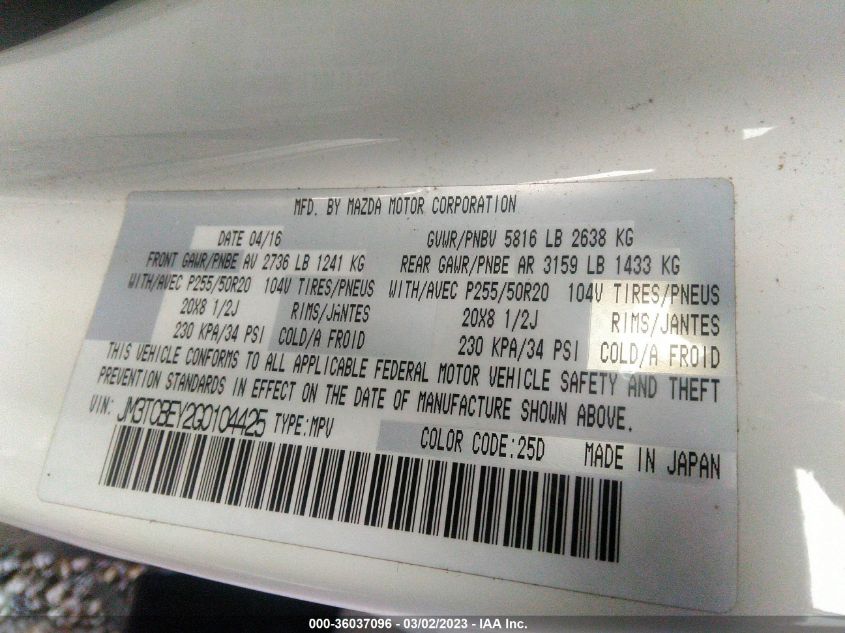 MFD. BY MAZDA MOTOR CORPORATION
DATE 04/16 GVWR/PNBV 5816 LB 2638 KG
FRONT GAWR/PNBE AV 2736 LB 1241 KG REAR GAWR/PNBE AR 3159 LB 1433 KG
WITH/AVEC P255/50R20 104V TIRES/PNEUS WITH/AVEC P255/50R20 104V TIRES/PNEUS
20X8 1/2J RIMS/JANTES 20X8 1/2J RIMS/JANTES
230 KPA/34 PSI COLD/A FROID 230 KPA/34 PSI COLD/A FROID
THIS VEHICLE CONFORMS TO ALL APPLICABLE FEDERAL MOTOR VEHICLE SAFETY AND THEFT
PREVENTION STANDARDS IN EFFECT ON THE DATE OF MANUFACTURE SHOWN ABOVE.
VIN: JM3TCBEY2G0104425 TYPE:MPV
COLOR CODE:25D MADE IN JAPAN
000-36037096 - 03/02/2023 - IAA Inc.